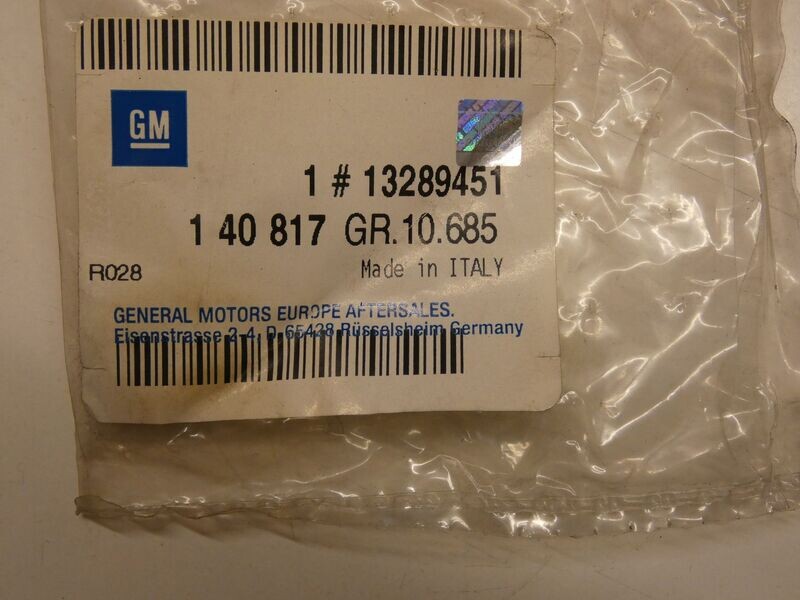 GM
1 # 13289451
1 40 817 GR.10.685
R028
Made in ITALY
GENERAL MOTORS EUROPE AFTERSALES.
Eisenstrasse 2-4, D-65428 Rüsselsheim Germany